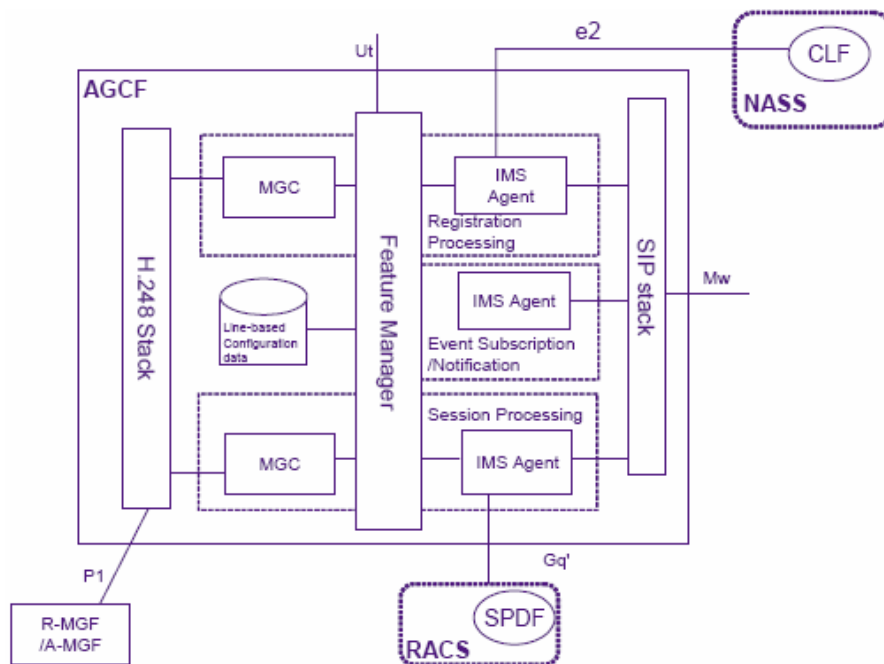 e2
CLF
NASS
Ut
AGCF
MGC
IMS
Agent
Registration
Processing
H.248 Stack
Feature Manager
SIP stack
Line-based
Configuration
data
IMS Agent
Event Subscription
/Notification
Mw
Session Processing
MGC
IMS Agent
P1
Gq'
R-MGF
/A-MGF
SPDF
RACS